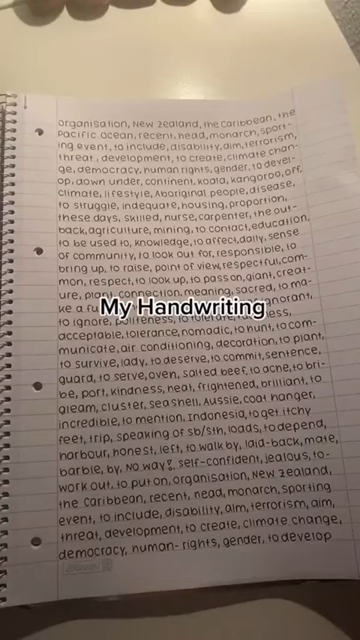 organisation, New Zealand, the Caribbean, the
Pacific Ocean, recent, head, monarch, sport-
ing event, to include, disability, aim, terrorism,
threat, development, to create, climate chan-
ge, democracy, human rights, gender, to devel-
op, down under, continent, koala, kangaroo, off,
climate, lifestyle, Aboriginal people, disease,
to struggle, indequate, housing, proportion,
these days, skilled, nurse, carpenter, the out-
back, agriculture, mining, to contact, education,
to be used to, knowledge, to affect, daily, sense
of community, to look out for, responsible, to
bring up, to raise, point of view, respectful, com-
mon, respect, to look up, to pass on, giant, creat-
ure, plant, connection, meaning, sacred, to ma-
ke a fu
My Handwriting
ignorant,
to ignore, politeness, to
acceptable, tolerance, nomadic, to hunt, to com-
municate, air conditioning, decoration, to plant,
to survive, lady, to deserve, to commit, sentence,
guard, to serve, oven, salted beef, to ache, to bri-
be, port, kindness, neat, frightened, brilliant, to
gleam, cluster, seashell, Aussie, coat hanger,
incredible, to mention, Indonesia, to get itchy
feet, trip, speaking of sb/sth, loads, to depend,
harbour, honest, left, to walk by, laid-back, mate,
barbie, by, No way!, self-confident, jealous, to-
work out, to put on, organisation, New Zealand,
the Caribbean, recent, head, monarch, sporting
event, to include, disability, aim, terrorism, aim,
threat, development, to create, climate change,
democracy, human-rights, gender, to develop